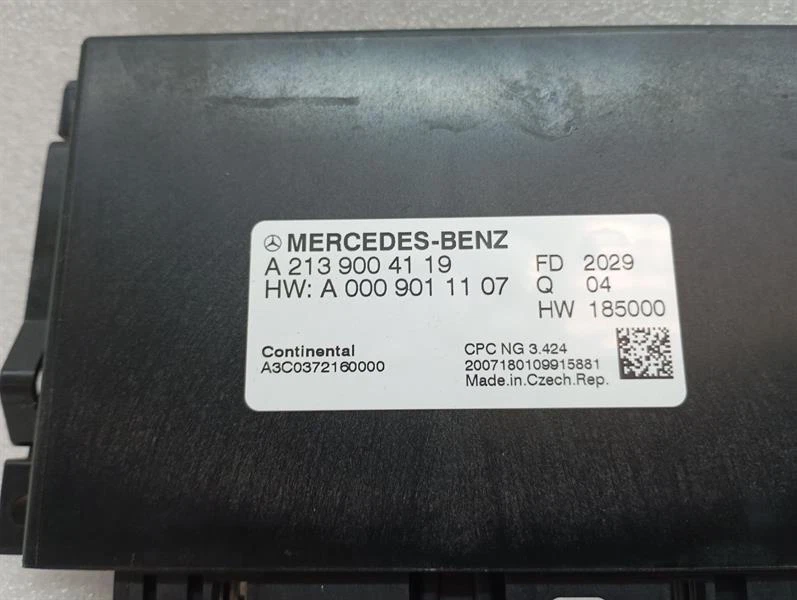 MERCEDES-BENZ
A 213 900 41 19
HW: A 000 901 11 07
FD 2029
Q 04
HW 185000
Continental
A3C0372160000
CPC NG 3.424
2007180109915881
Made.in.Czech.Rep.